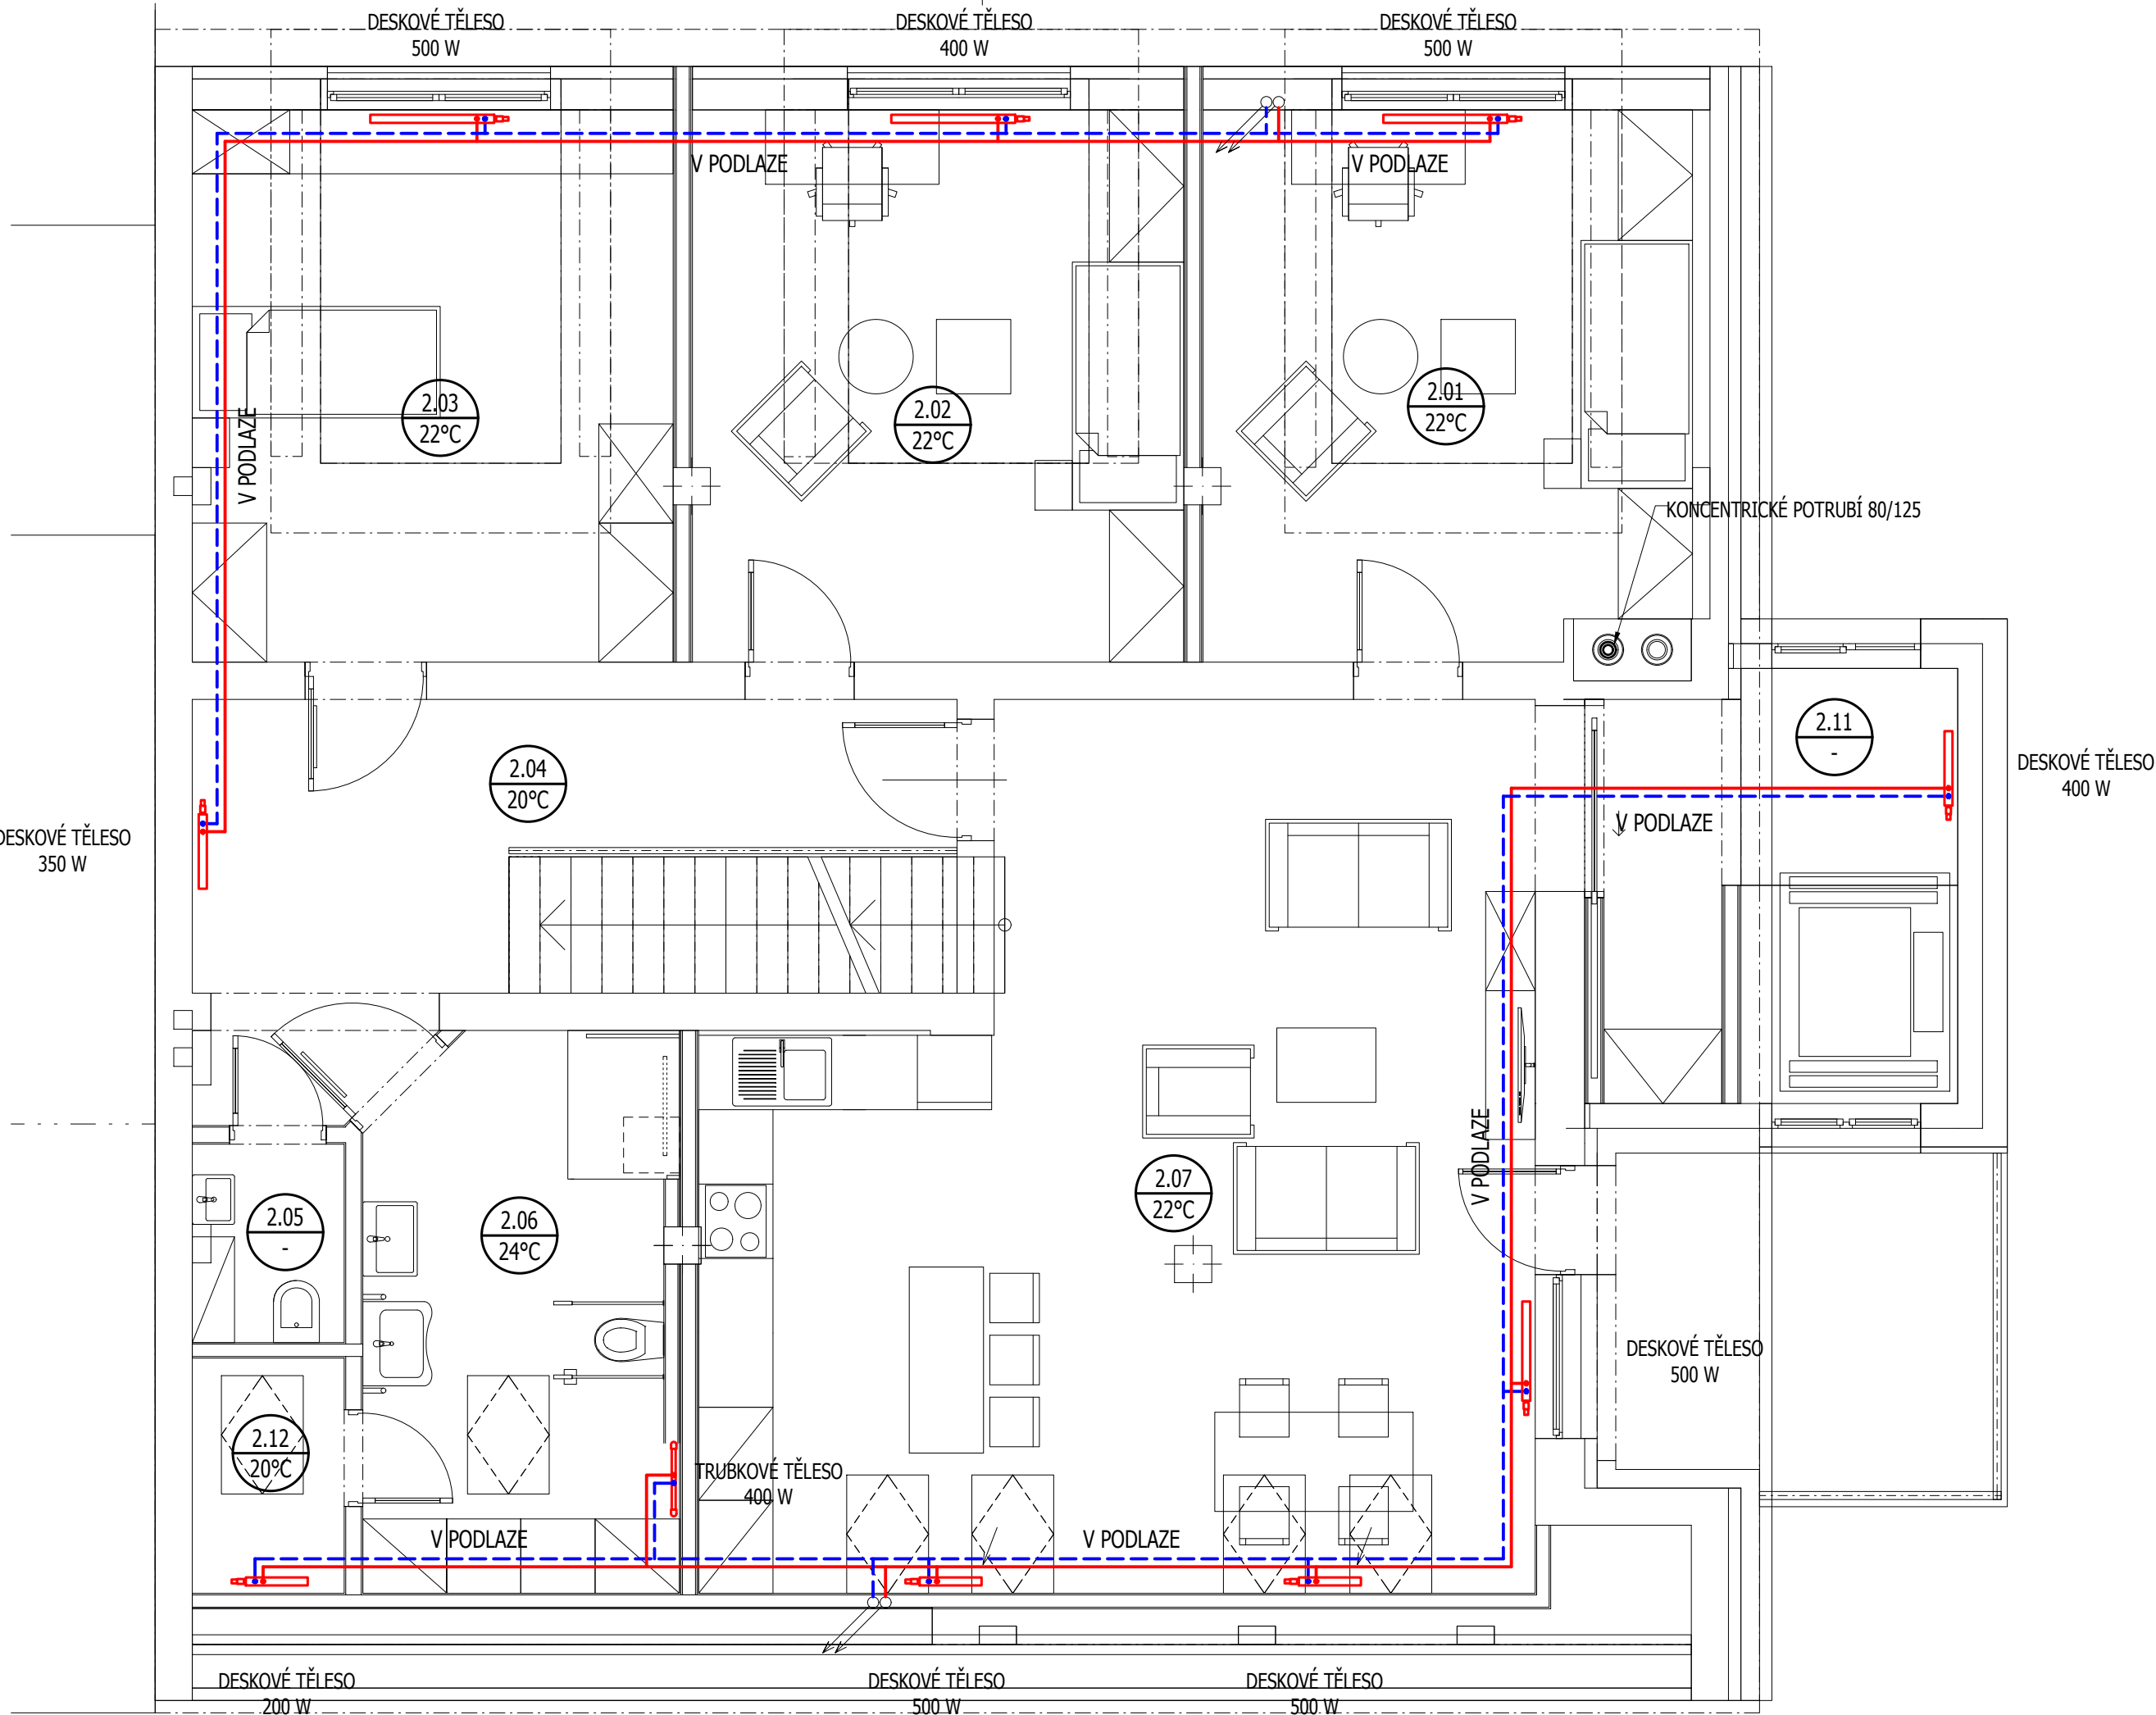 DESKOVÉ TĚLESO
500 W
DESKOVÉ TĚLESO
400 W
DESKOVÉ TĚLESO
500 W
V PODLAZE
V PODLAZE
2.03
22°C
2.02
22°C
2.01
22°C
V PODLAZE
KONCENTRICKÉ POTRUBÍ 80/125
2.11
-
2.04
20°C
DESKOVÉ TĚLESO
400 W
V PODLAZE
DESKOVÉ TĚLESO
350 W
V PODLAZE
2.07
22°C
2.05
-
2.06
24°C
DESKOVÉ TĚLESO
500 W
2.12
20°C
TRUBKOVÉ TĚLESO
400 W
V PODLAZE
V PODLAZE
DESKOVÉ TĚLESO
200 W
DESKOVÉ TĚLESO
500 W
DESKOVÉ TĚLESO
500 W